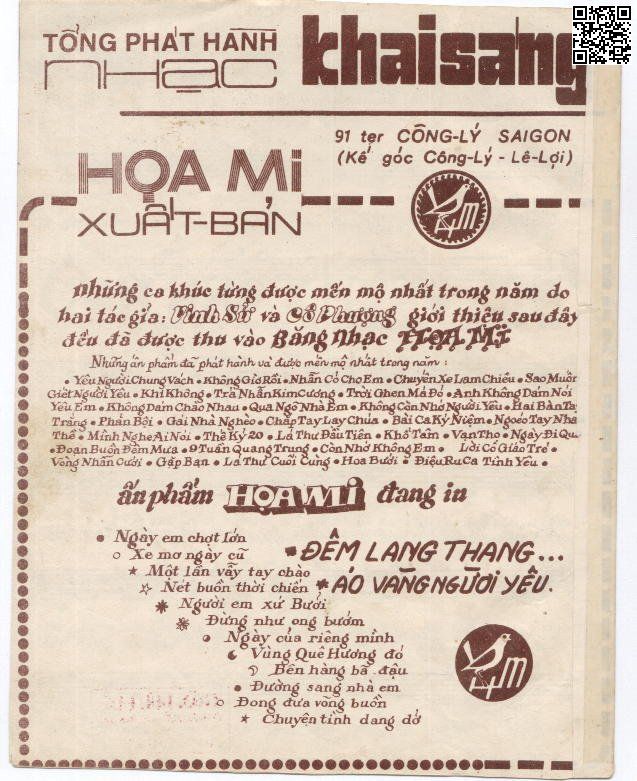 TỔNG PHÁT HÀNH
NHẠC khaisáng
91 ter CÔNG-LÝ SAIGON
(Kế góc Công-Lý - Lê-Lợi)
HỌA MI
XUẤT-BẢN
những ca khúc từng được mến mộ nhất trong năm do
hai tác giả: Vinh Sử và Cô Phượng giới thiệu sau đây
đều đã được thu vào Băng Nhạc HỌA MI
Những ấn phẩm đã phát hành và được mến mộ nhất trong năm :
• Yêu Người Chung Vách • Không Giờ Rồi • Nhẫn Cỏ Cho Em • Chuyến Xe Lam Chiều • Sao Muốn
Giết Người Yêu • Khi Không • Trả Nhẫn Kim Cương • Trời Ghen Má Đỏ • Anh Không Dám Nói
Yêu Em • Không Dám Chào Nhau • Qua Ngõ Nhà Em • Không Còn Nhớ Người Yêu • Hai Bàn Ta
Trắng • Phản Bội • Gái Nhà Nghèo • Chắp Tay Lạy Chúa • Bài Ca Kỷ Niệm • Ngoéo Tay Nha
Thề • Mình Nghe Ai Nói • Thế Kỷ 20 • Lá Thư Đầu Tiên • Khổ Tâm • Vạn Thọ • Ngày Đi Qu
• Đoạn Buồn Đêm Mưa • 9 Tuần Quang Trung • Còn Nhớ Không Em • Lời Cô Giáo Trẻ •
Vòng Nhẫn Cưới • Gặp Bạn • Lá Thư Cuối Cùng • Hoa Bưởi • Điệu Ru Ca Tình Yêu •
ấn phẩm HỌA MI đang in
• Ngày em chợt lớn
○ Xe mơ ngày cũ
★ Một lần vẫy tay chào
☆ Nét buồn thời chiến
Người em xứ Bưởi
Đừng như ong bướm
• Ngày của riêng mình
Vùng Quê Hương đó
Bên hàng bã đậu
• Đường sang nhà em
○ Đong đưa võng buồn
★ Chuyện tình dang dở
* ĐÊM LANG THANG...
* ÁO VÀNG NGƯỜI YÊU.